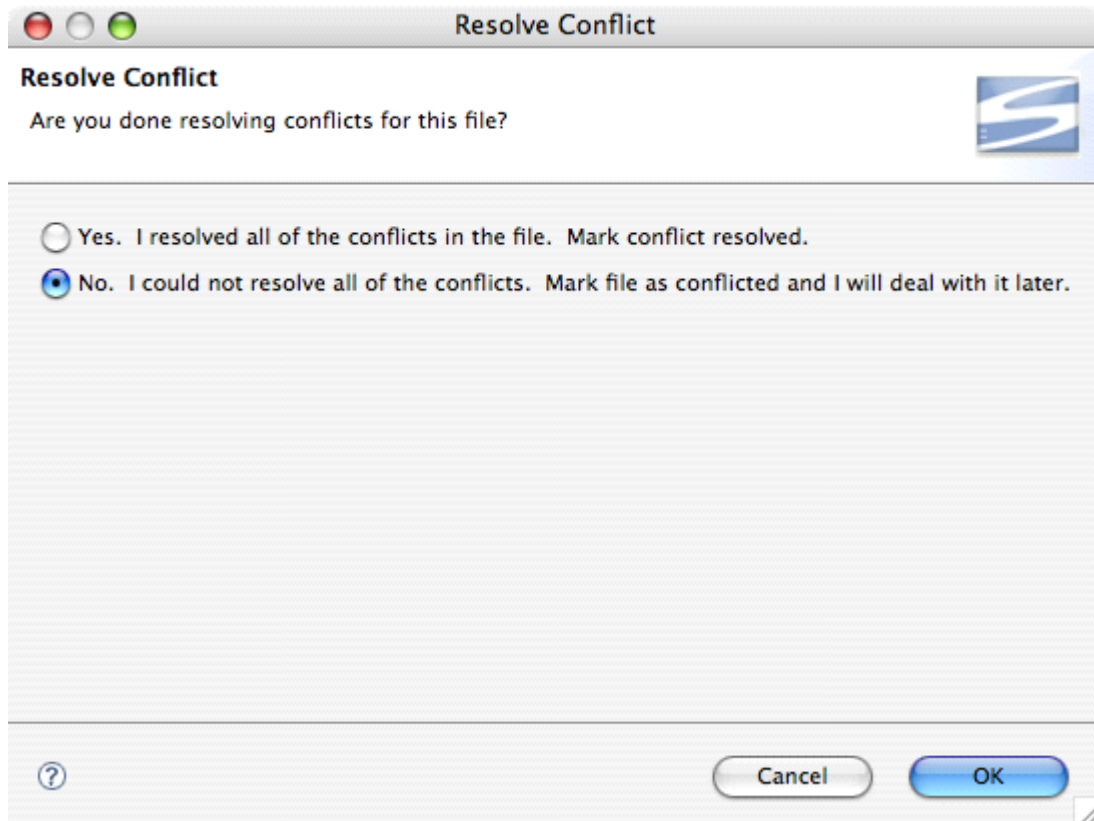 Resolve Conflict
Resolve Conflict
Are you done resolving conflicts for this file?
Yes.  I resolved all of the conflicts in the file.  Mark conflict resolved.
No.  I could not resolve all of the conflicts.  Mark file as conflicted and I will deal with it later.
?
Cancel
OK